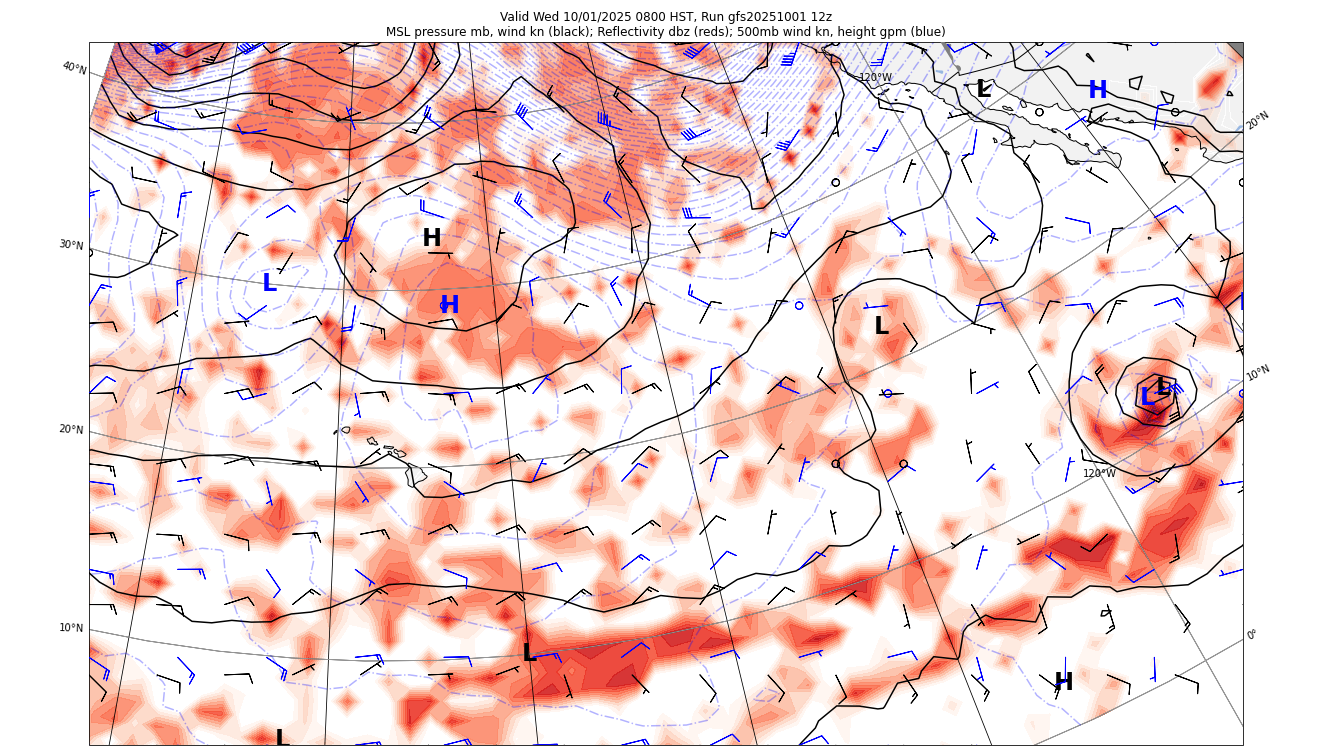 Valid Wed 10/01/2025 0800 HST, Run gfs20251001 12z
MSL pressure mb, wind kn (black); Reflectivity dbz (reds); 500mb wind kn, height gpm (blue)
40°N
120°W
L
H
20°N
H
30°N
L
H
L
10°N
L
L
20°N
120°W
10°N
L
0°
H
L